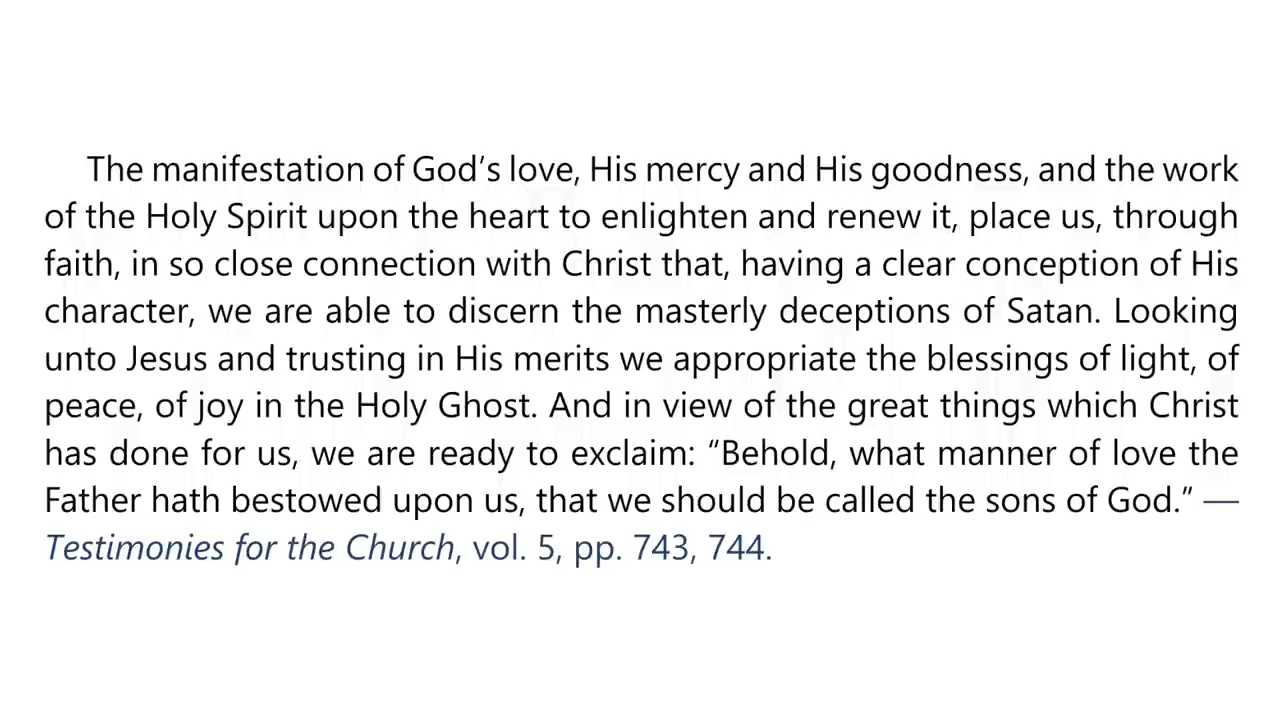 The manifestation of God’s love, His mercy and His goodness, and the work
of the Holy Spirit upon the heart to enlighten and renew it, place us, through
faith, in so close connection with Christ that, having a clear conception of His
character, we are able to discern the masterly deceptions of Satan. Looking
unto Jesus and trusting in His merits we appropriate the blessings of light, of
peace, of joy in the Holy Ghost. And in view of the great things which Christ
has done for us, we are ready to exclaim: “Behold, what manner of love the
Father hath bestowed upon us, that we should be called the sons of God.” —
Testimonies for the Church, vol. 5, pp. 743, 744.